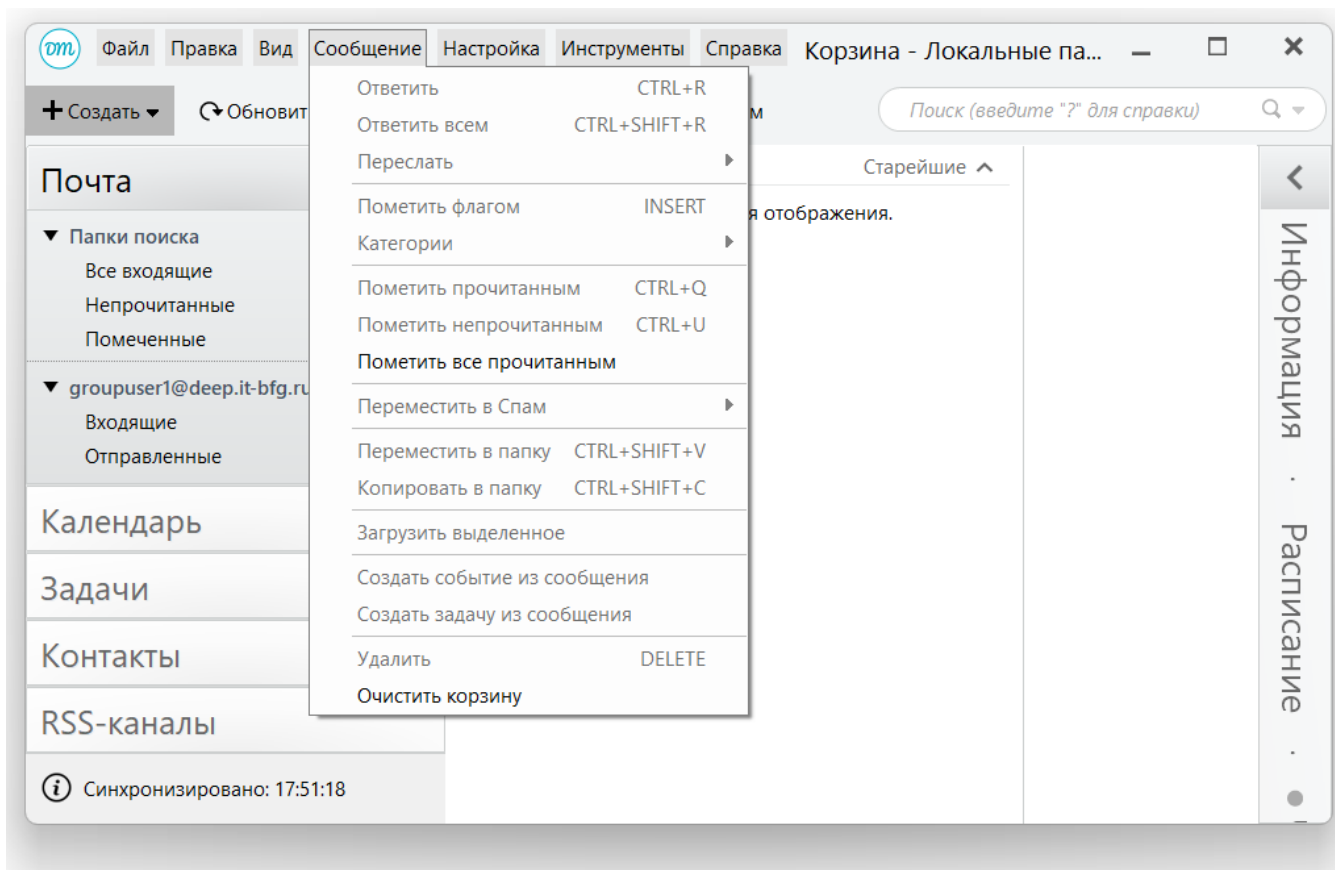 Файл Правка Вид Сообщение Настройка Инструменты Справка Корзина - Локальные па...
Создать Обновит м Поиск (введите "?" для справки)
Почта
Папки поиска
Все входящие
Непрочитанные
Помеченные
groupuser1@deep.it-bfg.ru
Входящие
Отправленные
Календарь
Задачи
Контакты
RSS-каналы
Синхронизировано: 17:51:18
Ответить CTRL+R
Ответить всем CTRL+SHIFT+R
Переслать
Пометить флагом INSERT
Категории
Пометить прочитанным CTRL+Q
Пометить непрочитанным CTRL+U
Пометить все прочитанным
Переместить в Спам
Переместить в папку CTRL+SHIFT+V
Копировать в папку CTRL+SHIFT+C
Загрузить выделенное
Создать событие из сообщения
Создать задачу из сообщения
Удалить DELETE
Очистить корзину
Старейшие
я отображения.
Информация · Расписание ·